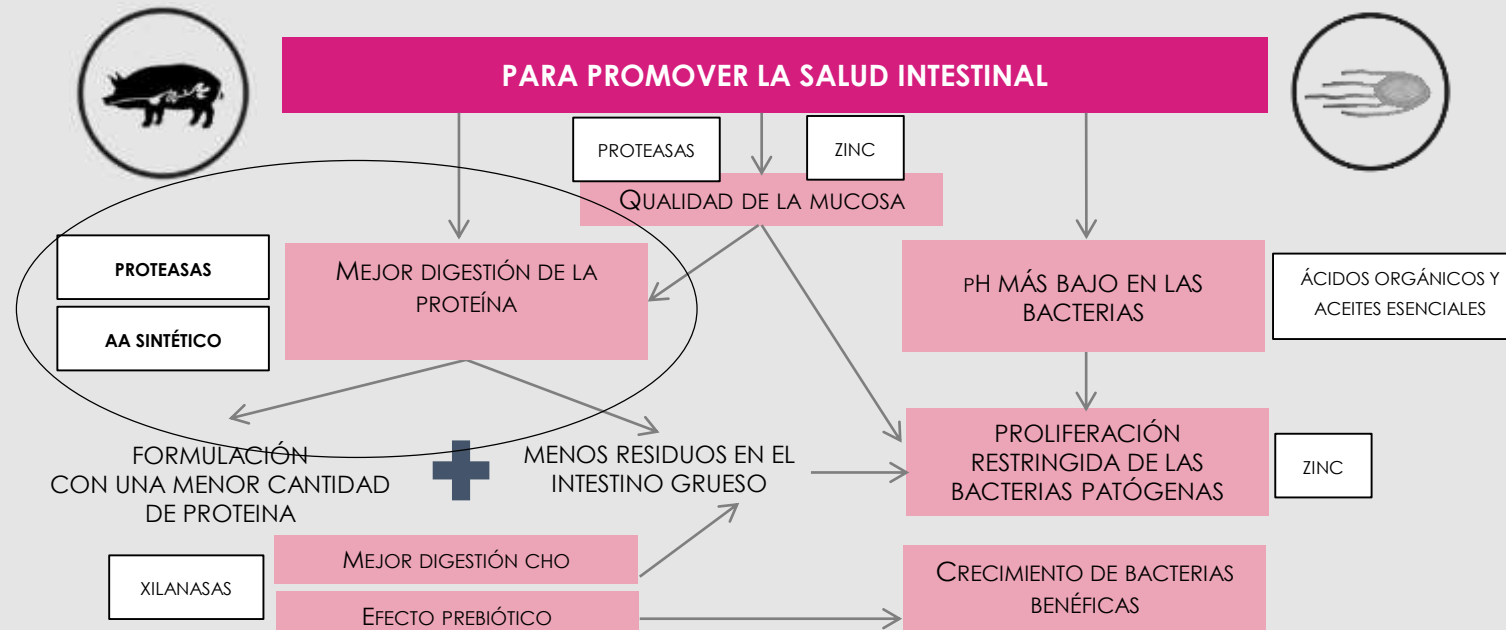 PARA PROMOVER LA SALUD INTESTINAL
PROTEASAS
ZINC
QUALIDAD DE LA MUCOSA
PROTEASAS
AA SINTÉTICO
MEJOR DIGESTIÓN DE LA
PROTEÍNA
PH MÁS BAJO EN LAS
BACTERIAS
ÁCIDOS ORGÁNICOS Y
ACEITES ESENCIALES
FORMULACIÓN
CON UNA MENOR CANTIDAD
DE PROTEINA
MENOS RESIDUOS EN EL
INTESTINO GRUESO
PROLIFERACIÓN
RESTRINGIDA DE LAS
BACTERIAS PATÓGENAS
ZINC
XILANASAS
MEJOR DIGESTIÓN CHO
EFECTO PREBIÓTICO
CRECIMIENTO DE BACTERIAS
BENÉFICAS